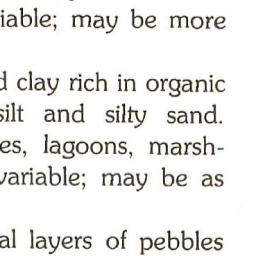 iable; may be more
d clay rich in organic
silt and silty sand.
es, lagoons, marsh-
variable; may be as
al layers of pebbles